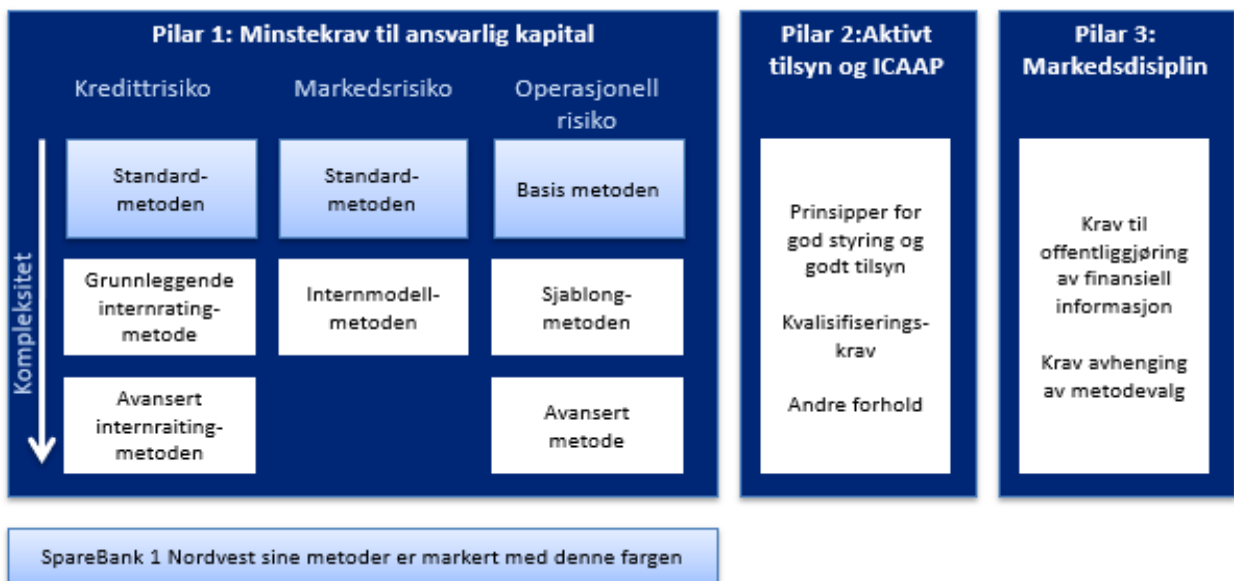 Pilar 1: Minstekrav til ansvarlig kapital
Kredittrisiko
Markedsrisiko
Operasjonell
risiko
Kompleksitet
Standard-
metoden
Standard-
metoden
Basis metoden
Grunnleggende
internrating-
metode
Internmodell-
metoden
Sjablong-
metoden
Avansert
internraiting-
metoden
Avansert
metode
Pilar 2:Aktivt
tilsyn og ICAAP
Prinsipper for
god styring og
godt tilsyn
Kvalisifiserings-
krav
Andre forhold
Pilar 3:
Markedsdisiplin
Krav til
offentliggjøring
av finansiell
informasjon
Krav avhenging
av metodevalg
SpareBank 1 Nordvest sine metoder er markert med denne fargen